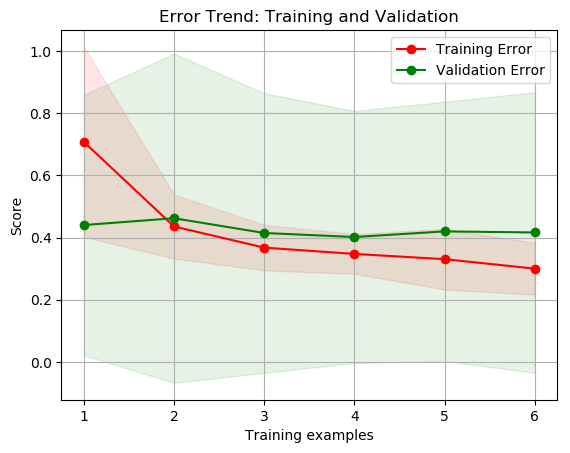 Error Trend: Training and Validation
Training Error
Validation Error
Score
1.0
0.8
0.6
0.4
0.2
0.0
1 2 3 4 5 6
Training examples